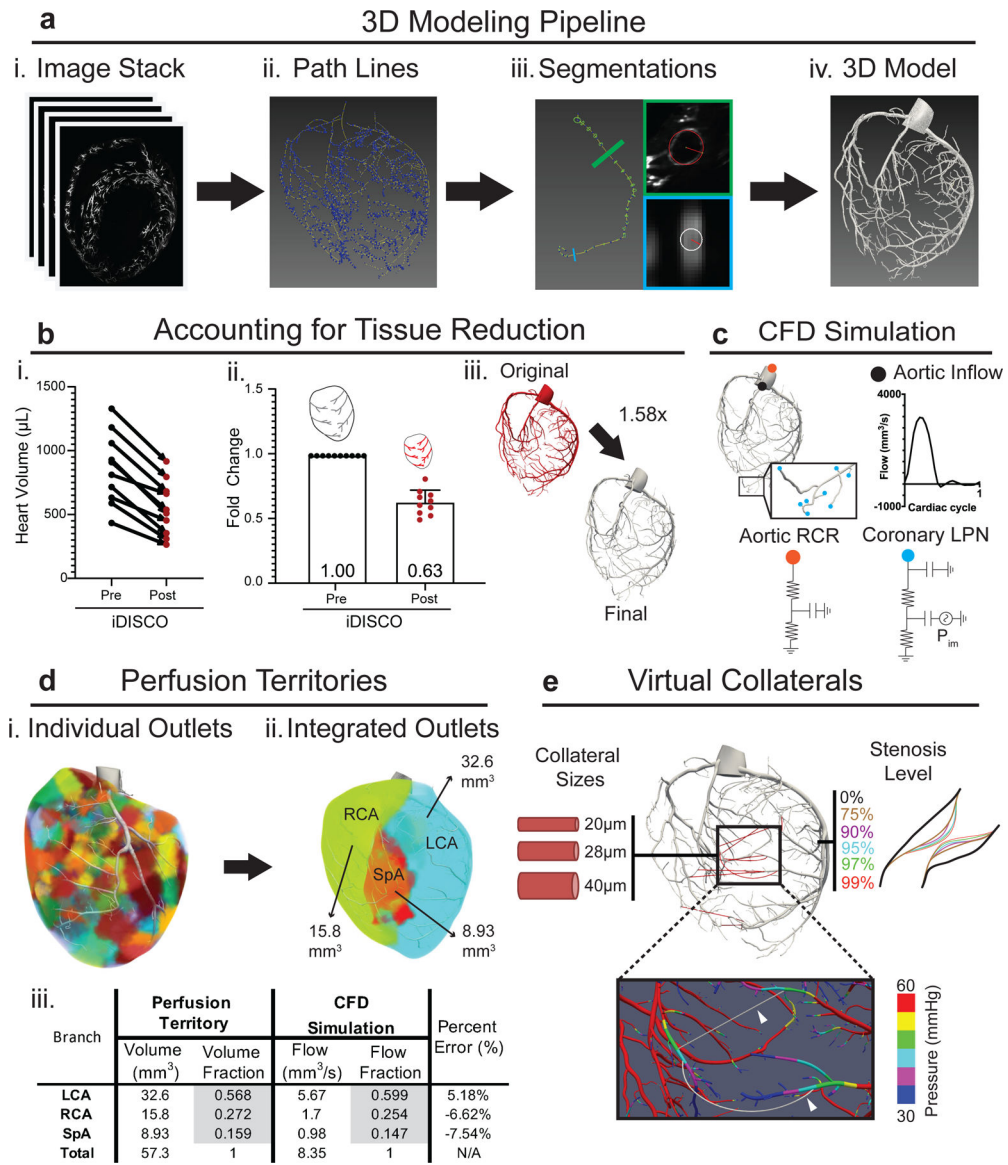 a 3D Modeling Pipeline
i. Image Stack
ii. Path Lines
iii. Segmentations
iv. 3D Model
b Accounting for Tissue Reduction
i.
Heart Volume (µL)
1500
1000
500
0
Pre Post
iDISCO
ii.
Fold Change
1.5
1.0
0.5
0.0
1.00 0.63
Pre Post
iDISCO
iii.
Original
1.58x
Final
c CFD Simulation
Aortic Inflow
Flow (mm³/s)
4000
-1000
1
Cardiac cycle
Aortic RCR
Coronary LPN
Pim
d Perfusion Territories
i. Individual Outlets
ii. Integrated Outlets
32.6
mm³
RCA
LCA
SpA
15.8
mm³
8.93
mm³
iii.
Branch Perfusion Territory CFD Simulation Percent Error (%)
Volume (mm³) Volume Fraction Flow (mm³/s) Flow Fraction
LCA 32.6 0.568 5.67 0.599 5.18%
RCA 15.8 0.272 1.7 0.254 -6.62%
SpA 8.93 0.159 0.98 0.147 -7.54%
Total 57.3 1 8.35 1 N/A
e Virtual Collaterals
Collateral
Sizes
20µm
28µm
40µm
Stenosis
Level
0%
75%
90%
95%
97%
99%
60
30
Pressure (mmHg)